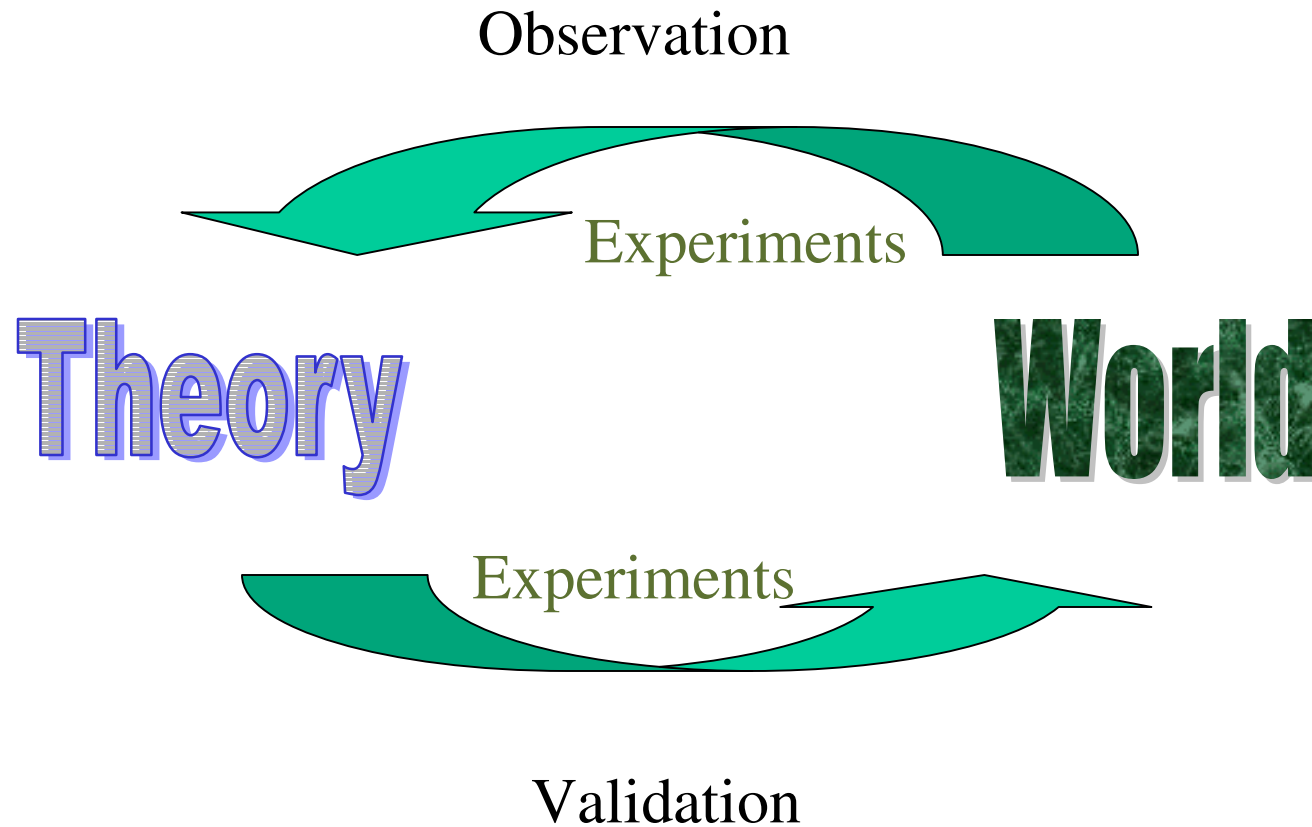 Observation
Experiments
Theory
World
Experiments
Validation